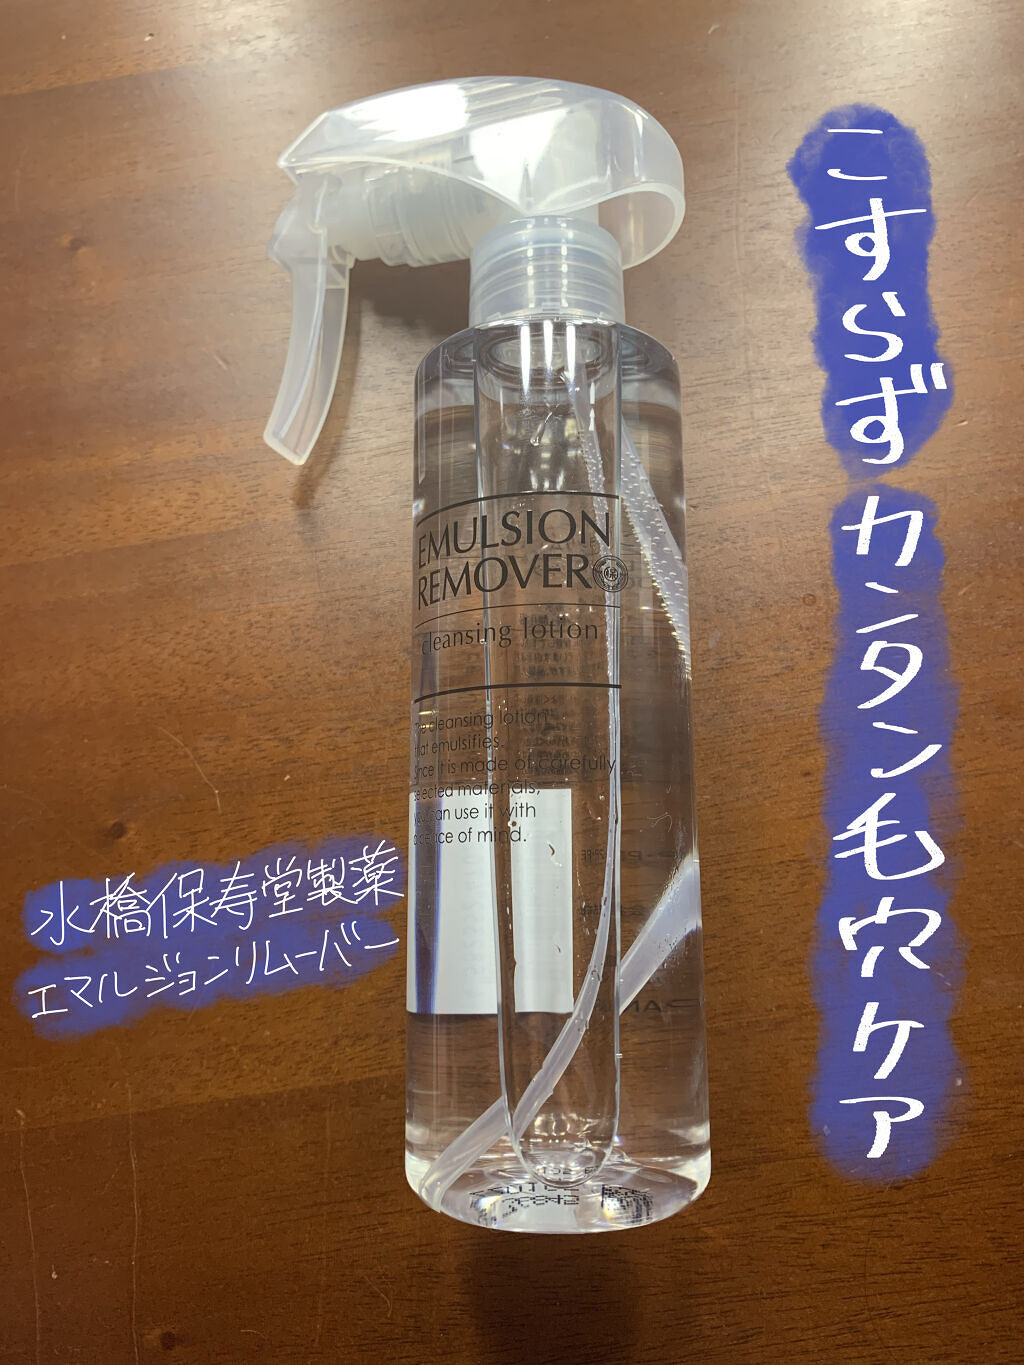 こすらずカンタン毛穴ケア
EMULSION
REMOVER
cleansing lotion
The cleansing lotion
that emulsifies.
Since it is made of carefully
selected materials,
you can use it with
peace of mind.
水橋保寿堂製薬
エマルジョンリムーバー